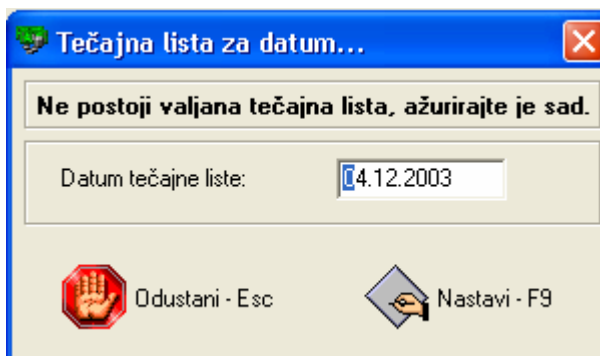 Tečajna lista za datum...
Ne postoji valjana tečajna lista, ažurirajte je sad.
Datum tečajne liste: 04.12.2003
Odustani - Esc Nastavi - F9